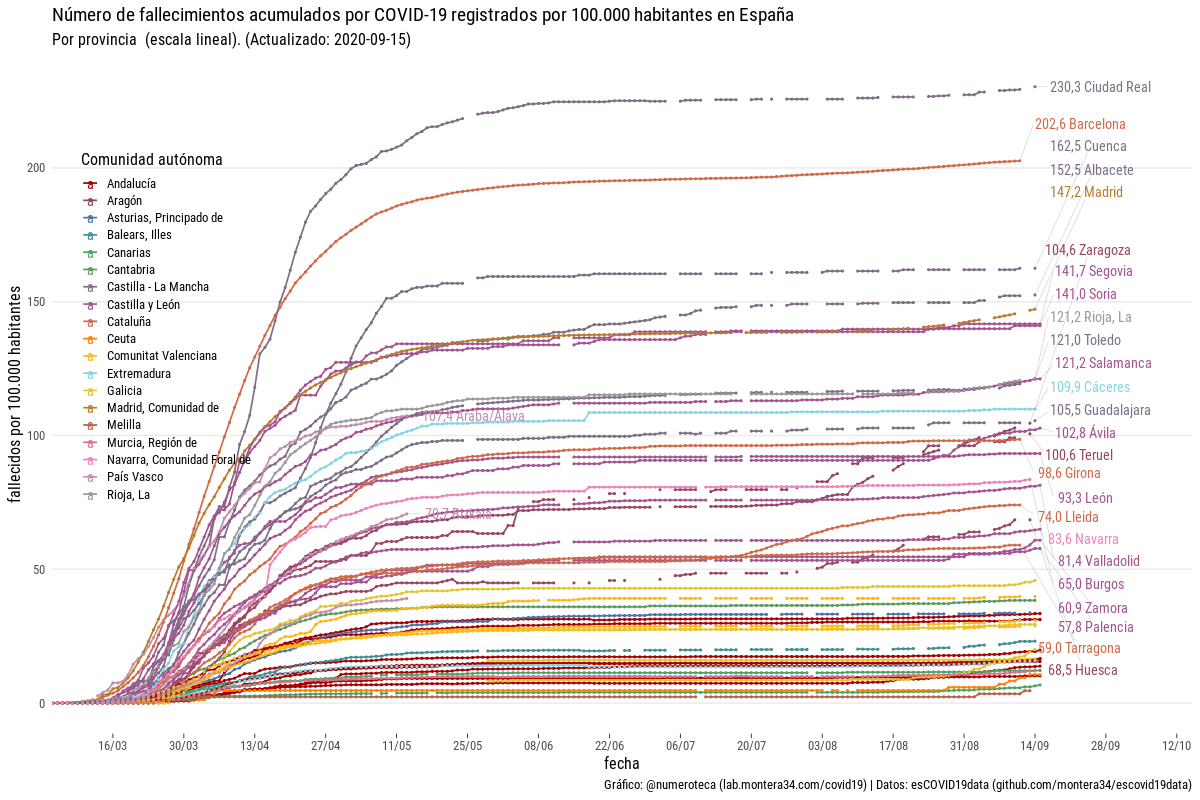 Número de fallecimientos acumulados por COVID-19 registrados por 100.000 habitantes en España
Por provincia (escala lineal). (Actualizado: 2020-09-15)
fallecidos por 100.000 habitantes
200
150
100
50
0
Comunidad autónoma
Andalucía
Aragón
Asturias, Principado de
Balears, Illes
Canarias
Cantabria
Castilla - La Mancha
Castilla y León
Cataluña
Ceuta
Comunitat Valenciana
Extremadura
Galicia
Madrid, Comunidad de
Melilla
Murcia, Región de
Navarra, Comunidad Foral de
País Vasco
Rioja, La
107,4 Araba/Álava
230,3 Ciudad Real
202,6 Barcelona
162,5 Cuenca
152,5 Albacete
147,2 Madrid
104,6 Zaragoza
141,7 Segovia
141,0 Soria
121,2 Rioja, La
121,0 Toledo
121,2 Salamanca
109,9 Cáceres
105,5 Guadalajara
102,8 Ávila
100,6 Teruel
98,6 Girona
93,3 León
74,0 Lleida
83,6 Navarra
81,4 Valladolid
65,0 Burgos
60,9 Zamora
57,8 Palencia
59,0 Tarragona
68,5 Huesca
16/03
30/03
13/04
27/04
11/05
25/05
08/06
22/06
06/07
20/07
03/08
17/08
31/08
14/09
28/09
12/10
fecha
Gráfico: @numeroteca (lab.montera34.com/covid19) | Datos: esCOVID19data (github.com/montera34/escovid19data)